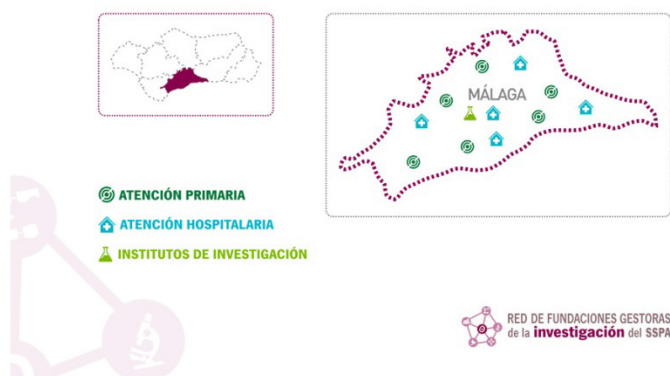 MÁLAGA
ATENCIÓN PRIMARIA
ATENCIÓN HOSPITALARIA
INSTITUTOS DE INVESTIGACIÓN
RED DE FUNDACIONES GESTORAS
de la investigación del SSPA